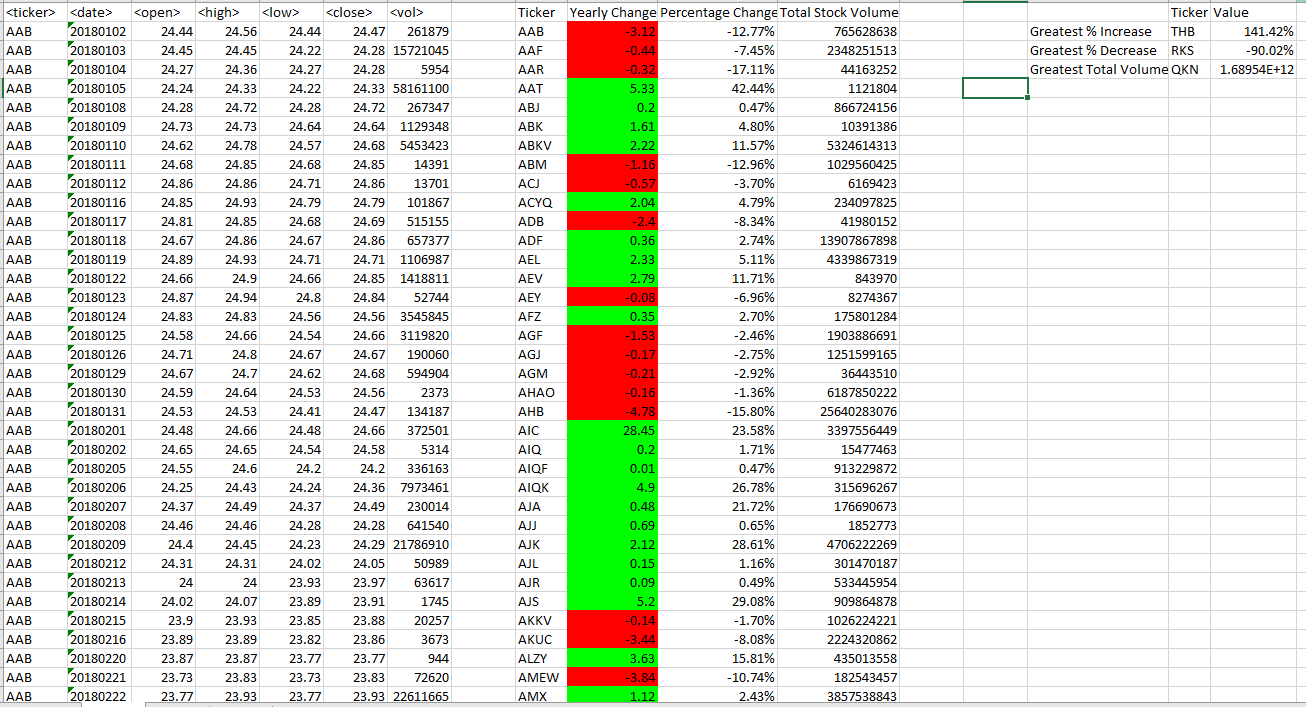 <ticker> <date> <open> <high> <low> <close> <vol> Ticker Yearly Change Percentage Change Total Stock Volume Ticker Value
AAB 20180102 24.44 24.56 24.44 24.47 261879 AAB -3.12 -12.77% 765628638 Greatest % Increase THB 141.42%
AAB 20180103 24.45 24.45 24.22 24.28 15721045 AAF -0.44 -7.45% 2348251513 Greatest % Decrease RKS -90.02%
AAB 20180104 24.27 24.36 24.27 24.28 5954 AAR -0.32 -17.11% 44163252 Greatest Total Volume QKN 1.68954E+12
AAB 20180105 24.24 24.33 24.22 24.33 58161100 AAT 5.33 42.44% 1121804
AAB 20180108 24.28 24.72 24.28 24.72 267347 ABJ 0.2 0.47% 866724156
AAB 20180109 24.73 24.73 24.64 24.64 1129348 ABK 1.61 4.80% 10391386
AAB 20180110 24.62 24.78 24.57 24.68 5453423 ABKV 2.22 11.57% 5324614313
AAB 20180111 24.68 24.85 24.68 24.85 14391 ABM -1.16 -12.96% 1029560425
AAB 20180112 24.86 24.86 24.71 24.86 13701 ACJ -0.57 -3.70% 6169423
AAB 20180116 24.85 24.93 24.79 24.79 101867 ACYQ 2.04 4.79% 234097825
AAB 20180117 24.81 24.85 24.68 24.69 515155 ADB -2.4 -8.34% 41980152
AAB 20180118 24.67 24.86 24.67 24.86 657377 ADF 0.36 2.74% 13907867898
AAB 20180119 24.89 24.93 24.71 24.71 1106987 AEL 2.33 5.11% 4339867319
AAB 20180122 24.66 24.9 24.66 24.85 1418811 AEV 2.79 11.71% 843970
AAB 20180123 24.87 24.94 24.8 24.84 52744 AEY -0.08 -6.96% 8274367
AAB 20180124 24.83 24.83 24.56 24.56 3545845 AFZ 0.35 2.70% 175801284
AAB 20180125 24.58 24.66 24.54 24.66 3119820 AGF -1.53 -2.46% 1903886691
AAB 20180126 24.71 24.8 24.67 24.67 190060 AGJ -0.17 -2.75% 1251599165
AAB 20180129 24.67 24.7 24.62 24.68 594904 AGM -0.21 -2.92% 36443510
AAB 20180130 24.59 24.64 24.53 24.56 2373 AHAO -0.16 -1.36% 6187850222
AAB 20180131 24.53 24.53 24.41 24.47 134187 AHB -4.78 -15.80% 25640283076
AAB 20180201 24.48 24.66 24.48 24.66 372501 AIC 28.45 23.58% 3397556449
AAB 20180202 24.65 24.65 24.54 24.58 5314 AIQ 0.2 1.71% 15477463
AAB 20180205 24.55 24.6 24.2 24.2 336163 AIQF 0.01 0.47% 913229872
AAB 20180206 24.25 24.43 24.24 24.36 7973461 AIQK 4.9 26.78% 315696267
AAB 20180207 24.37 24.49 24.37 24.49 230014 AJA 0.48 21.72% 176690673
AAB 20180208 24.46 24.46 24.28 24.28 641540 AJJ 0.69 0.65% 1852773
AAB 20180209 24.4 24.45 24.23 24.29 21786910 AJK 2.12 28.61% 4706222269
AAB 20180212 24.31 24.31 24.02 24.05 50989 AJL 0.15 1.16% 301470187
AAB 20180213 24 24 23.93 23.97 63617 AJR 0.09 0.49% 533445954
AAB 20180214 24.02 24.07 23.89 23.91 1745 AJS 5.2 29.08% 909864878
AAB 20180215 23.9 23.93 23.85 23.88 20257 AKKV -0.14 -1.70% 1026224221
AAB 20180216 23.89 23.89 23.82 23.86 3673 AKUC -3.44 -8.08% 2224320862
AAB 20180220 23.87 23.87 23.77 23.77 944 ALZY 3.63 15.81% 435013558
AAB 20180221 23.73 23.83 23.73 23.83 72620 AMEW -3.84 -10.74% 182543457
AAB 20180222 23.77 23.93 23.77 23.93 22611665 AMX 1.12 2.43% 3857538843